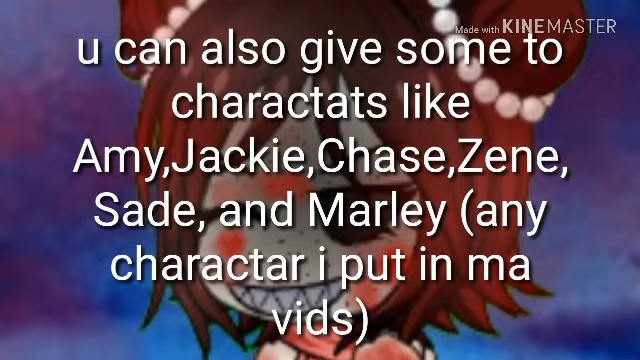 Made with KINEMASTER
u can also give some to
charactats like
Amy,Jackie,Chase,Zene,
Sade, and Marley (any
charactar i put in ma
vids)